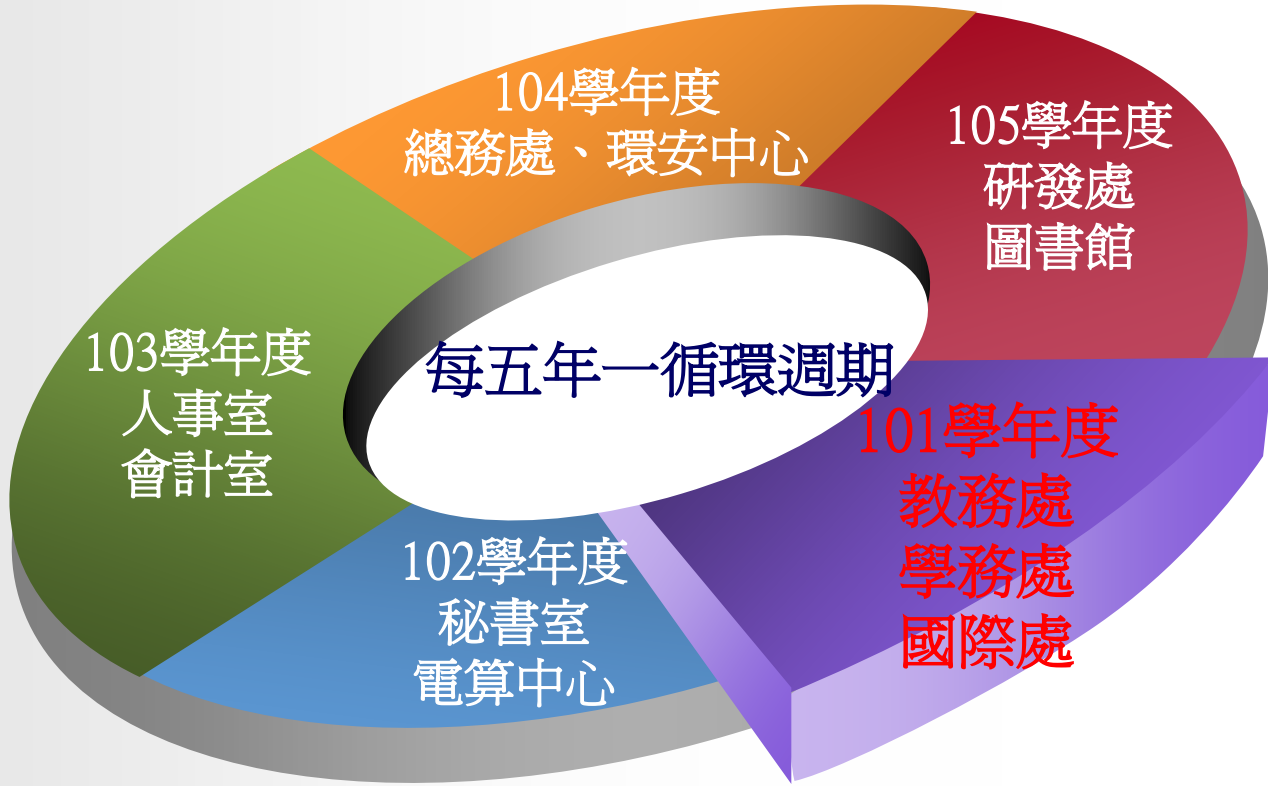 104學年度
總務處、環安中心
105學年度
研發處
圖書館
103學年度
人事室
會計室
每五年一循環週期
101學年度
教務處
學務處
國際處
102學年度
秘書室
電算中心